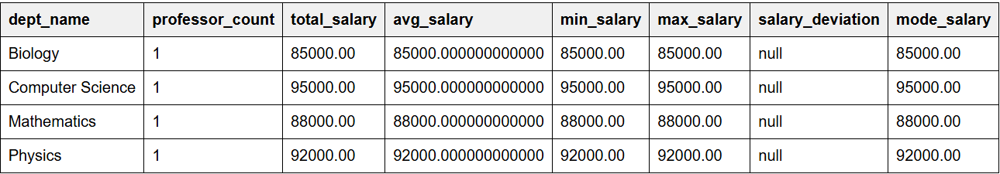 dept_name professor_count total_salary avg_salary min_salary max_salary salary_deviation mode_salary
Biology 1 85000.00 85000.000000000000 85000.00 85000.00 null 85000.00
Computer Science 1 95000.00 95000.000000000000 95000.00 95000.00 null 95000.00
Mathematics 1 88000.00 88000.000000000000 88000.00 88000.00 null 88000.00
Physics 1 92000.00 92000.000000000000 92000.00 92000.00 null 92000.00